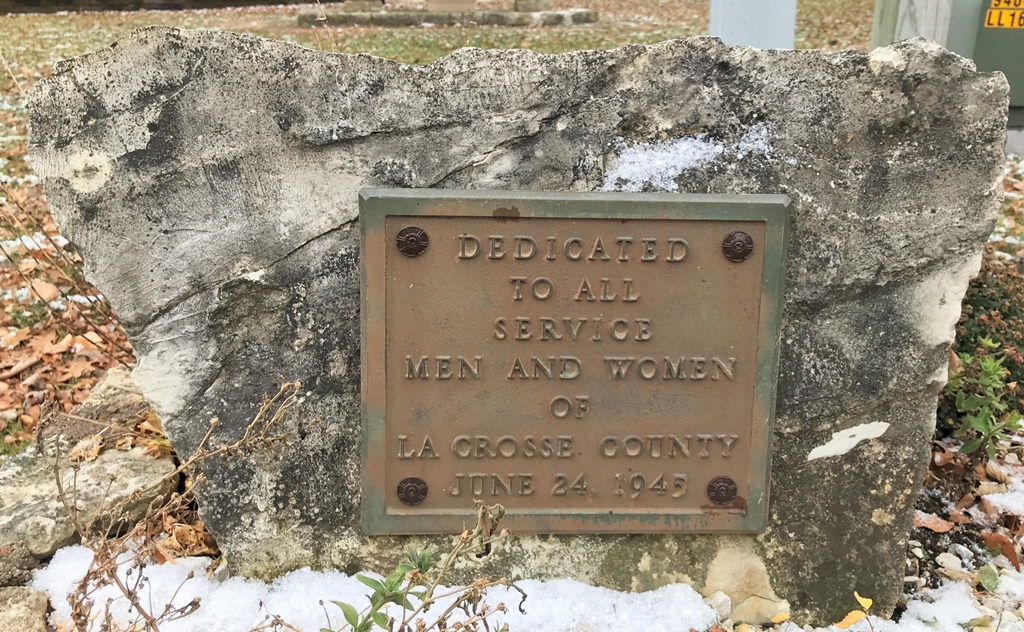 DEDICATED
TO ALL
SERVICE
MEN AND WOMEN
OF
LA CROSSE COUNTY
JUNE 24, 1945